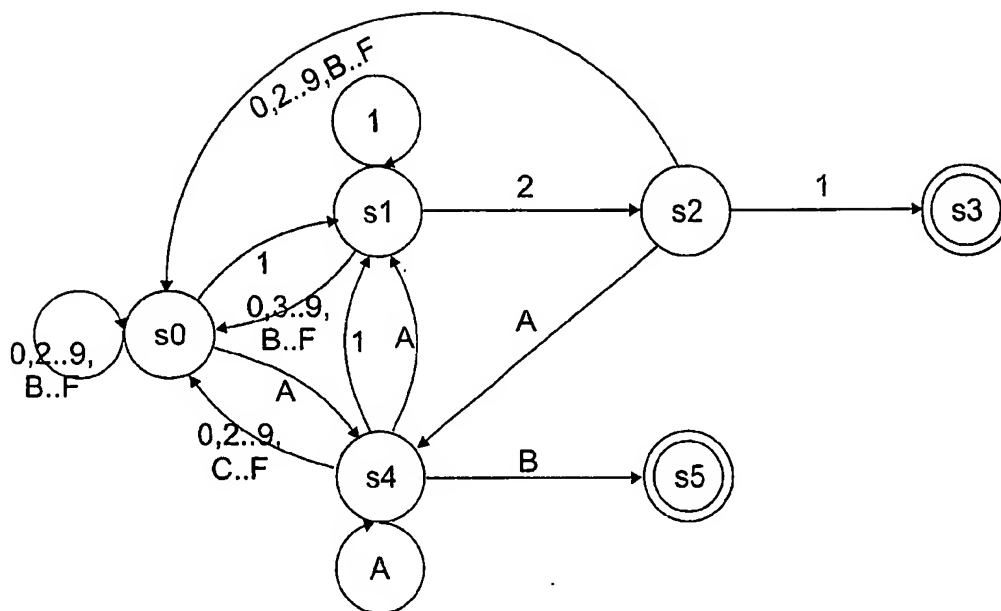 0,2..9,B..F
1
s1
2
s2
1
s3
1
0,3..9,
B..F
s0
0,2..9,
B..F
A
A
1
A
0,2..9,
C..F
s4
B
s5
A